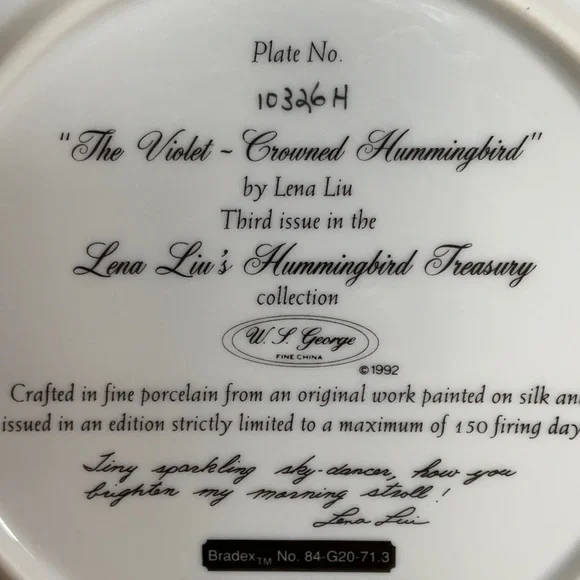 Plate No.
10326H
"The Violet ~ Crowned Hummingbird"
by Lena Liu
Third issue in the
Lena Liu's Hummingbird Treasury
collection
W. S. George
FINE CHINA
©1992
Crafted in fine porcelain from an original work painted on silk an
issued in an edition strictly limited to a maximum of 150 firing day
Tiny sparkling sky-dancer, how you
brighten my morning stroll!
Lena Liu
Bradex™ No. 84-G20-71.3